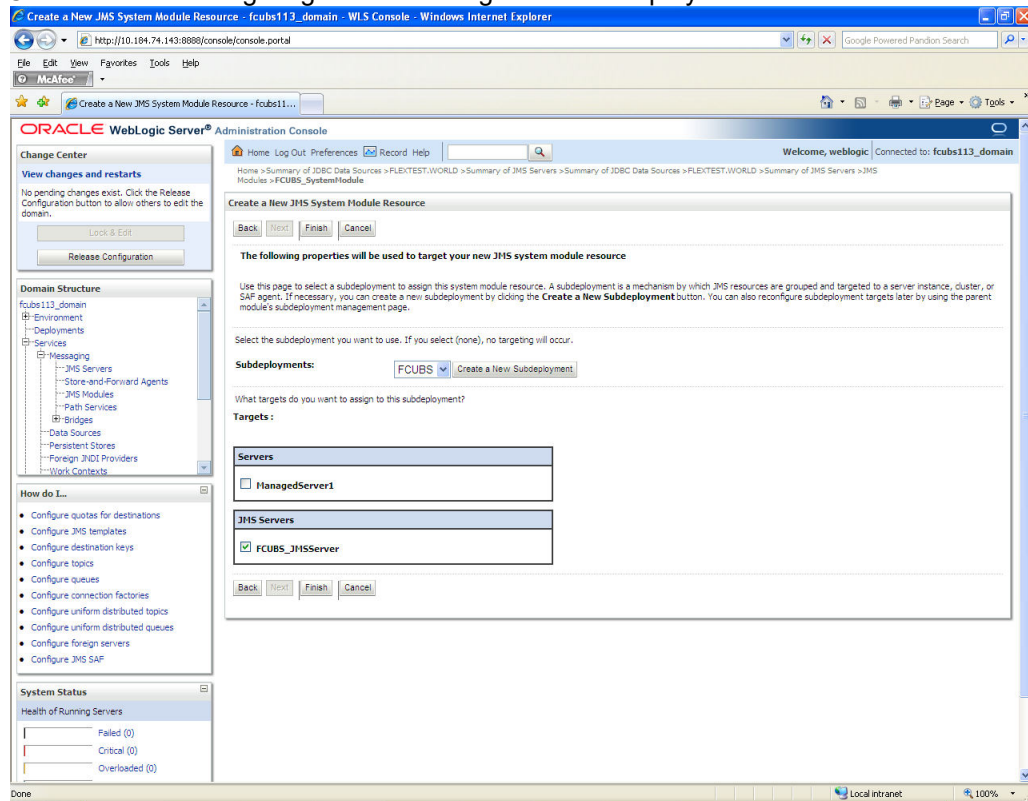 Create a New JMS System Module Resource - fcubs113_domain - WLS Console - Windows Internet Explorer
http://10.184.74.143:8888/console/console.portal
Google Powered Pandion Search
File Edit View Favorites Tools Help
McAfee
Create a New JMS System Module Resource - fcubs11...
Page Tools
ORACLE WebLogic Server® Administration Console
Change Center
View changes and restarts
No pending changes exist. Click the Release
Configuration button to allow others to edit the
domain.
Lock & Edit
Release Configuration
Domain Structure
fcubs113_domain
Environment
Deployments
Services
Messaging
JMS Servers
Store-and-Forward Agents
JMS Modules
Path Services
Bridges
Data Sources
Persistent Stores
Foreign JNDI Providers
Work Contexts
How do I...
Configure quotas for destinations
Configure JMS templates
Configure destination keys
Configure topics
Configure queues
Configure connection factories
Configure uniform distributed topics
Configure uniform distributed queues
Configure foreign servers
Configure JMS SAF
System Status
Health of Running Servers
Failed (0)
Critical (0)
Overloaded (0)
Home Log Out Preferences Record Help
Welcome, weblogic Connected to: fcubs113_domain
Home >Summary of JDBC Data Sources >FLEXTEST.WORLD >Summary of JMS Servers >Summary of JDBC Data Sources >FLEXTEST.WORLD >Summary of JMS Servers >JMS
Modules >FCUBS_SystemModule
Create a New JMS System Module Resource
Back Next Finish Cancel
The following properties will be used to target your new JMS system module resource
Use this page to select a subdeployment to assign this system module resource. A subdeployment is a mechanism by which JMS resources are grouped and targeted to a server instance, cluster, or
SAF agent. If necessary, you can create a new subdeployment by clicking the Create a New Subdeployment button. You can also reconfigure subdeployment targets later by using the parent
module's subdeployment management page.
Select the subdeployment you want to use. If you select (none), no targeting will occur.
Subdeployments: FCUBS Create a New Subdeployment
What targets do you want to assign to this subdeployment?
Targets :
Servers
ManagedServer1
JMS Servers
FCUBS_JMSServer
Back Next Finish Cancel
Done
Local intranet
100%